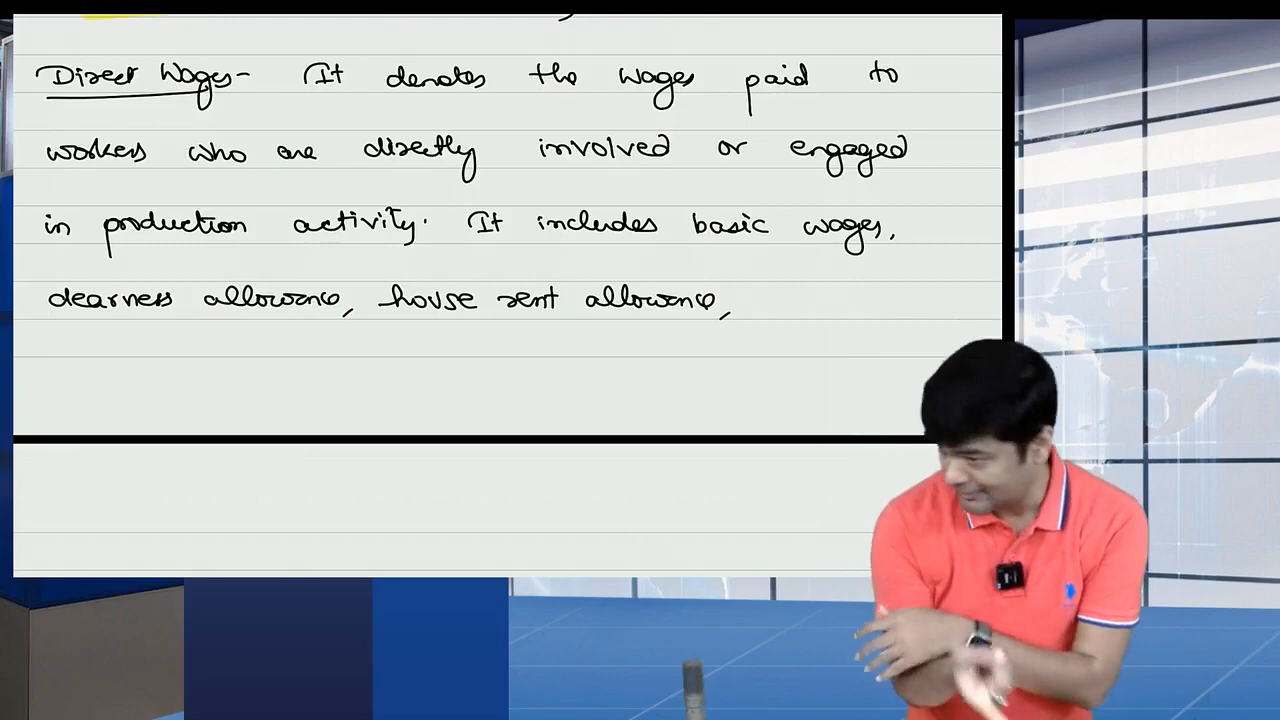 Direct Wages- It denotes the wages paid to
workers who are directly involved or engaged
in production activity. It includes basic wages,
dearness allowance, house rent allowance,